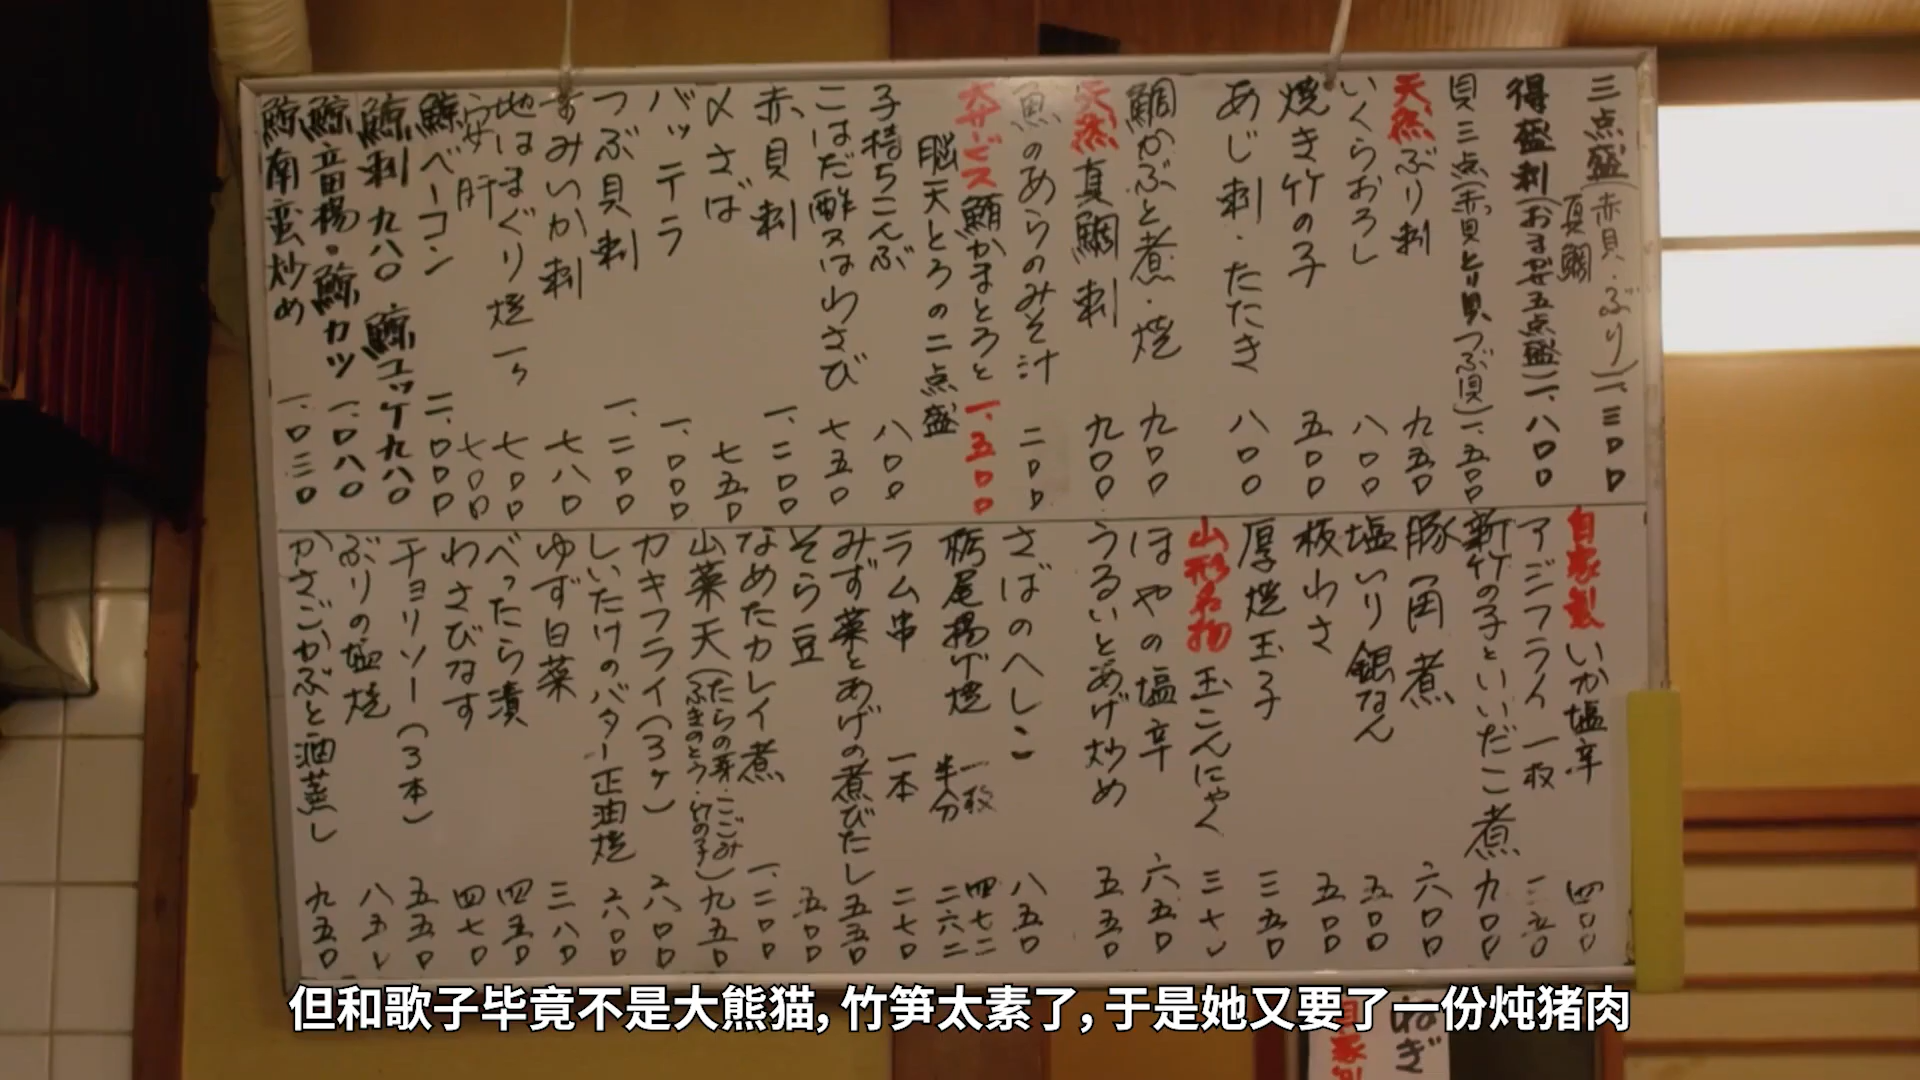 三点盛(赤貝・ぶり
真鯛)一、三〇〇
得盛刺(おまかせ五点盛)一、八〇〇
貝三点(赤貝とり貝つぶ貝)一、五〇〇
天然ぶり刺 九五〇
いくらおろし 八〇〇
焼き竹の子 五〇〇
あじ刺・たたき 八〇〇
鯛かぶと煮・焼 九〇〇
天然真鯛刺 九〇〇
魚のあらのみそ汁 二〇〇
大サービス鮪かまとろと 一、五〇〇
脳天とろの二点盛
子持ちこんぶ 八〇〇
こはだ酢又はわさび 七五〇
赤貝刺 一、二〇〇
〆さば 七五〇
バッテラ 一、〇〇〇
つぶ貝刺 一、二〇〇
すみいか刺 七八〇
地はまぐり焼一ヶ 七〇〇
安肝 七〇〇
鯨ベーコン 二、〇〇〇
鯨刺 九八〇 鯨ユッケ九八〇
鯨竜田揚・鯨カツ 一、〇八〇
鯨南蛮炒め 一、〇三〇
自家製いか塩辛 四〇〇
アジフライ一枚 三五〇
新竹の子といいだこ煮 九〇〇
豚角煮 六〇〇
塩いり銀なん 五〇〇
板わさ 五〇〇
厚焼玉子 三五〇
山形名物 玉こんにゃく
ほやの塩辛 六五〇
うるいとあげ炒め 五五〇
さばのへしこ 八五〇
栃尾揚げ焼 一枚 四七二
半分 二六二
ラム串 一本 二七〇
みず菜とあげの煮びたし 五五〇
そら豆 五〇〇
なめたカレイ煮 一、二〇〇
山菜天(たらの芽・こごみ
ふきのとう・竹の子)九五〇
カキフライ(3ヶ) 八〇〇
しいたけのバター正油焼 六〇〇
ゆず白菜 三八〇
べったら漬 四五〇
わさびなす 四七〇
チョリソー(3本) 五五〇
ぶりの塩焼 八五〇
かさごかぶと酒蒸し 九五〇
但和歌子毕竟不是大熊猫，竹笋太素了，于是她又要了一份炖猪肉
自家製
ねぎ